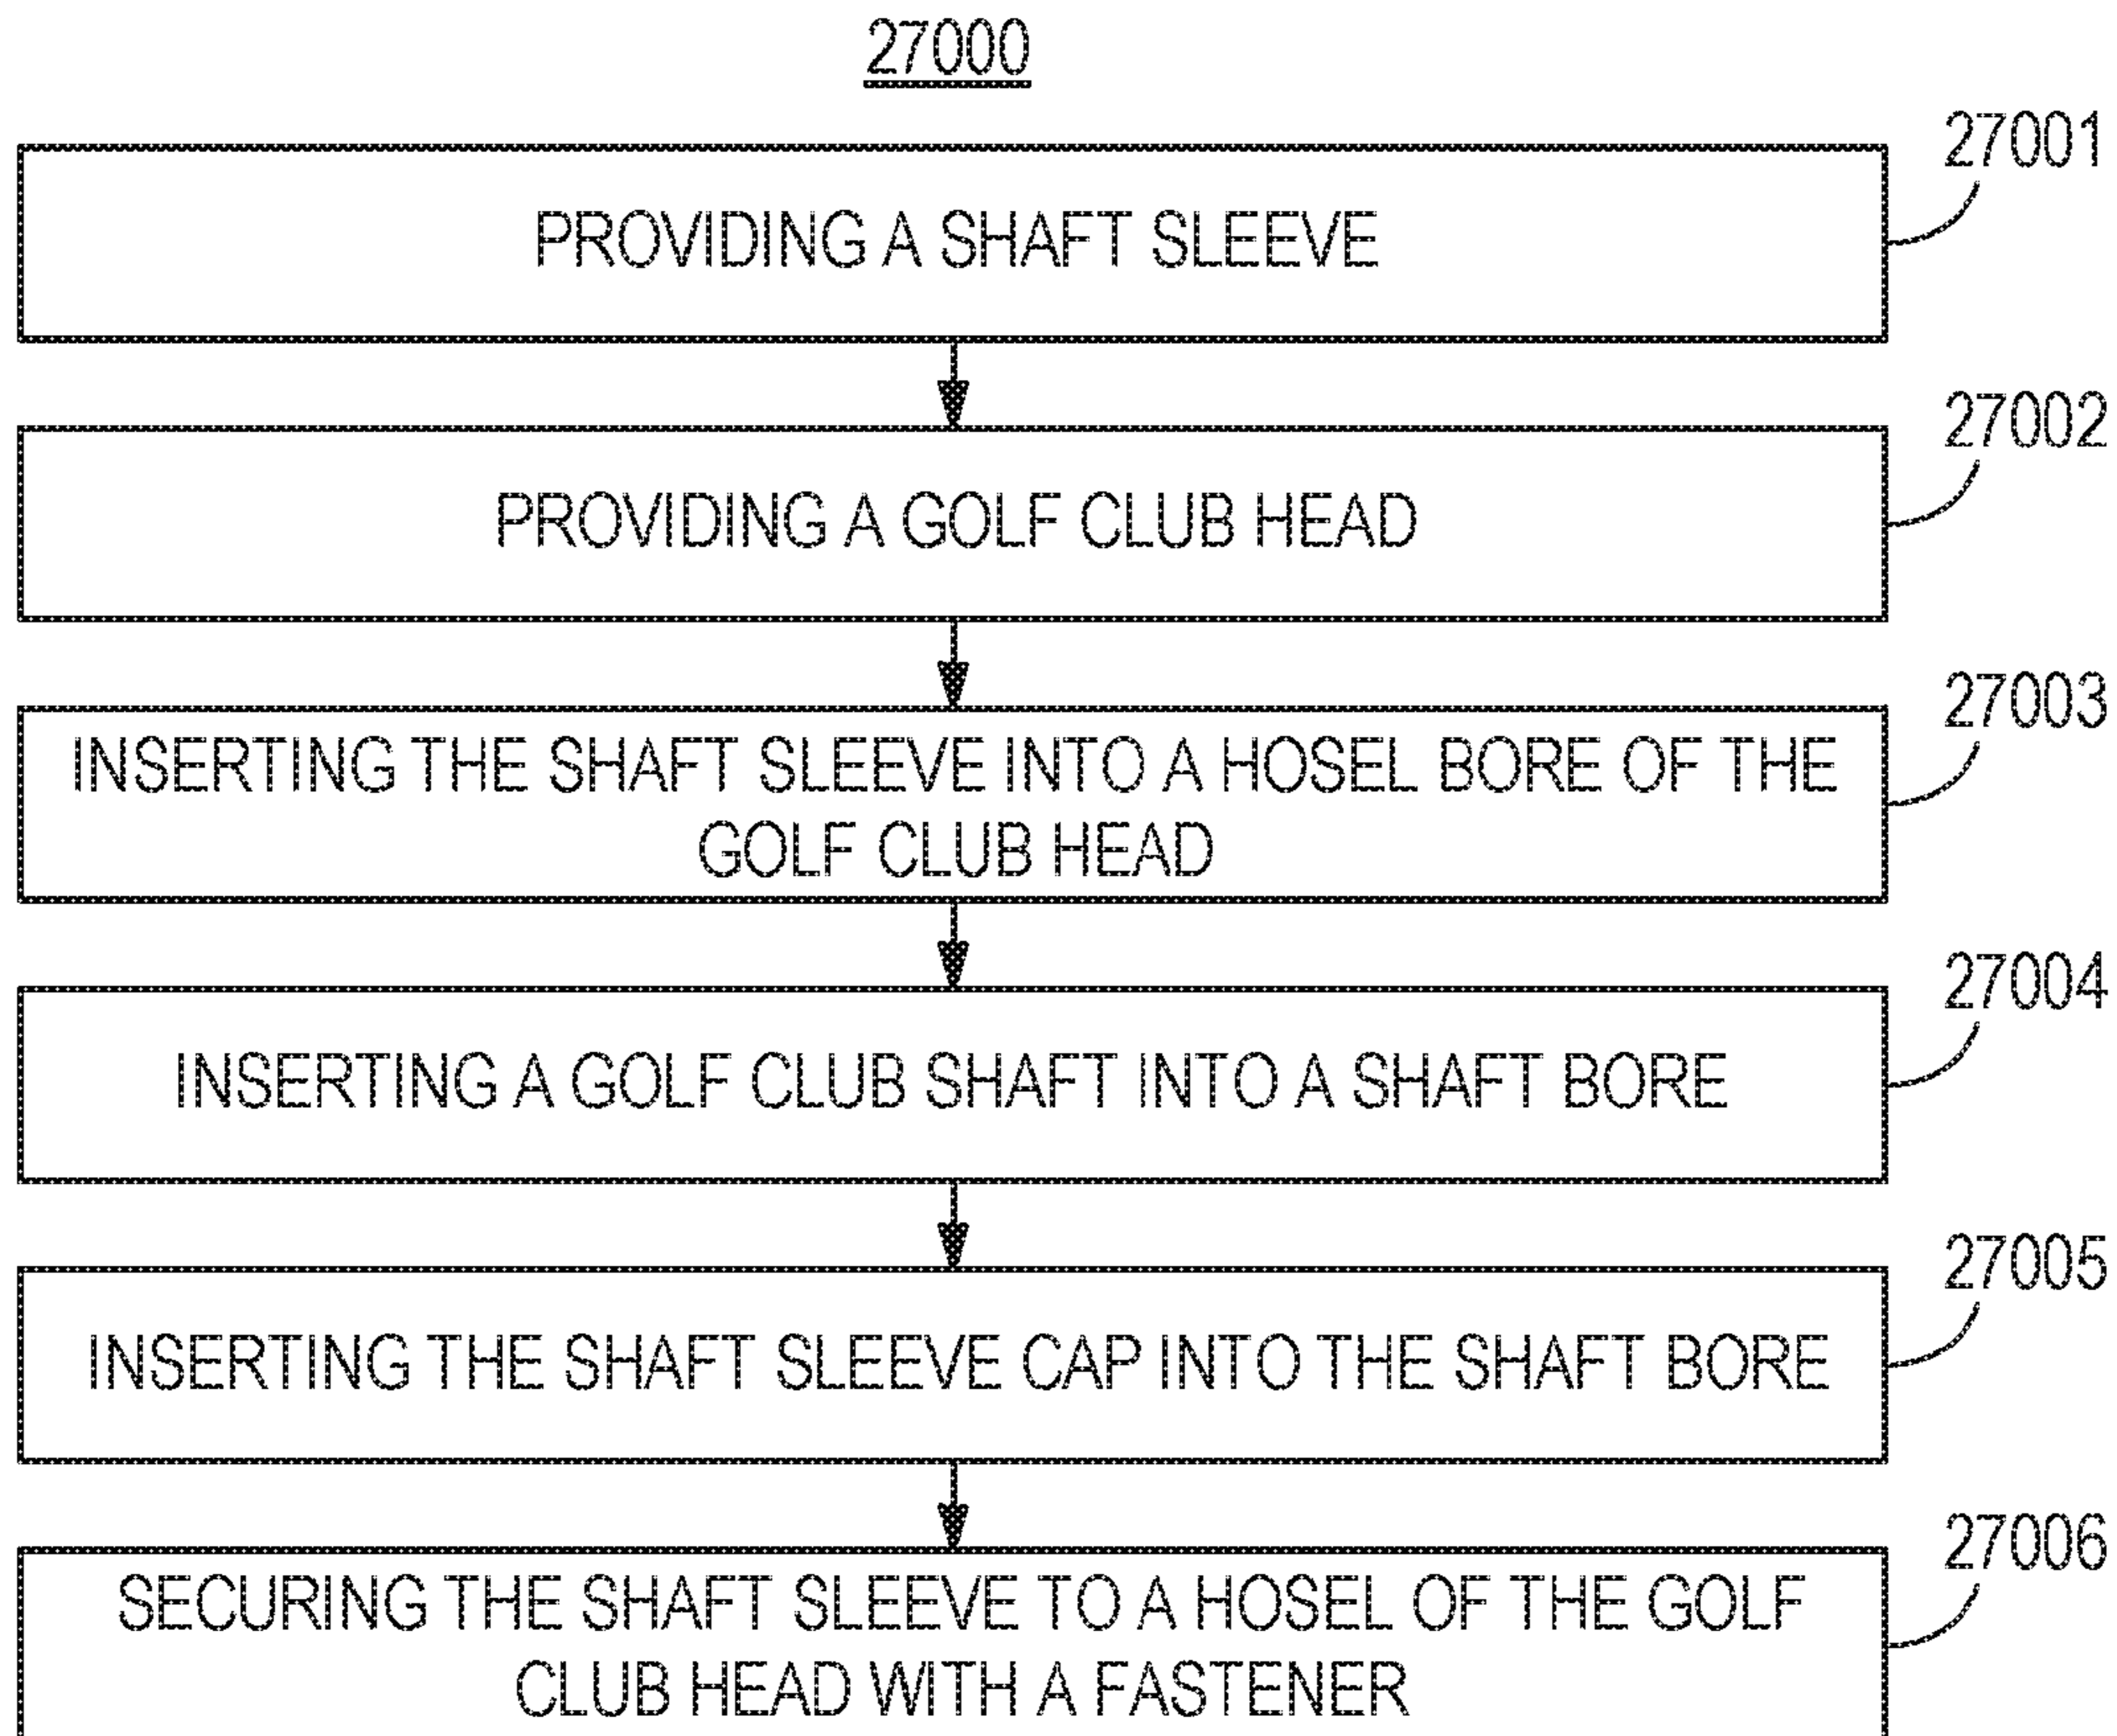 27000
27001
PROVIDING A SHAFT SLEEVE
27002
PROVIDING A GOLF CLUB HEAD
27003
INSERTING THE SHAFT SLEEVE INTO A HOSEL BORE OF THE
GOLF CLUB HEAD
27004
INSERTING A GOLF CLUB SHAFT INTO A SHAFT BORE
27005
INSERTING THE SHAFT SLEEVE CAP INTO THE SHAFT BORE
27006
SECURING THE SHAFT SLEEVE TO A HOSEL OF THE GOLF
CLUB HEAD WITH A FASTENER